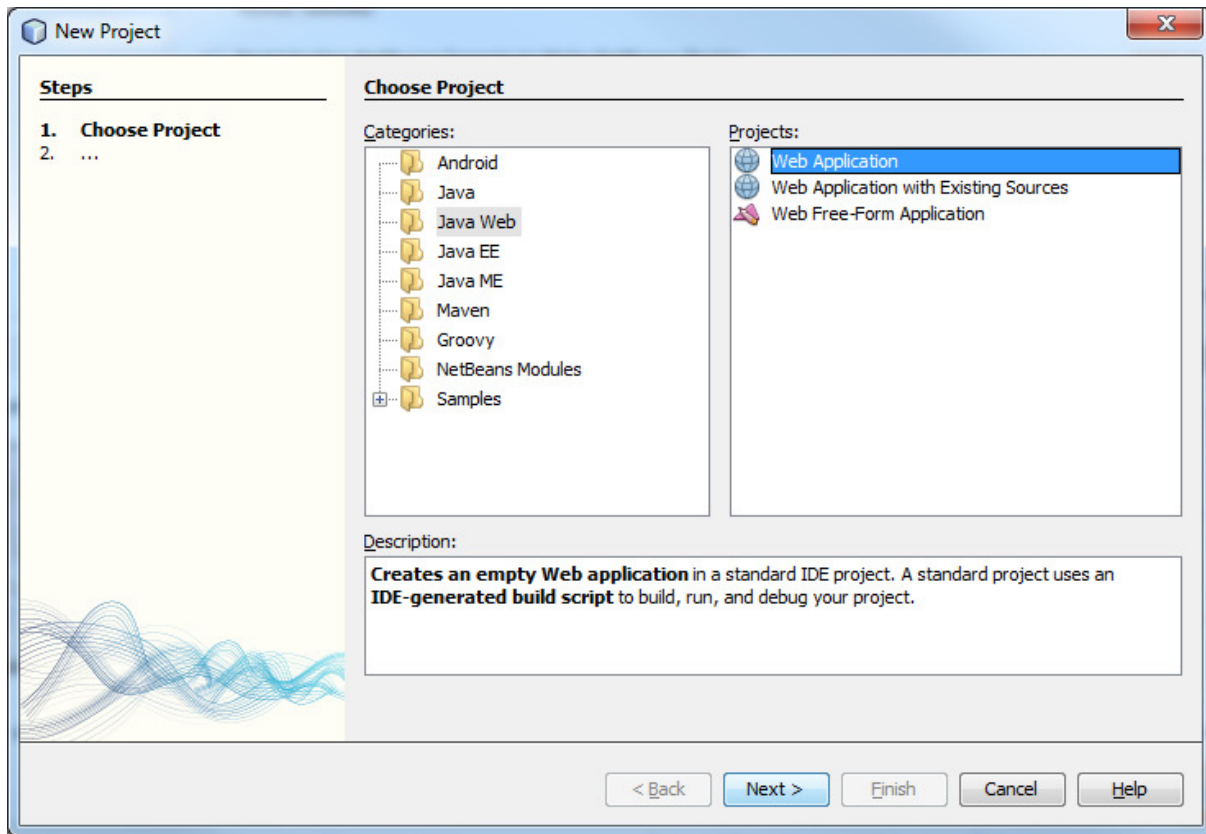 New Project
Steps
1. Choose Project
2. ...
Choose Project
Categories:
Android
Java
Java Web
Java EE
Java ME
Maven
Groovy
NetBeans Modules
Samples
Projects:
Web Application
Web Application with Existing Sources
Web Free-Form Application
Description:
Creates an empty Web application in a standard IDE project. A standard project uses an
IDE-generated build script to build, run, and debug your project.
< Back
Next >
Finish
Cancel
Help